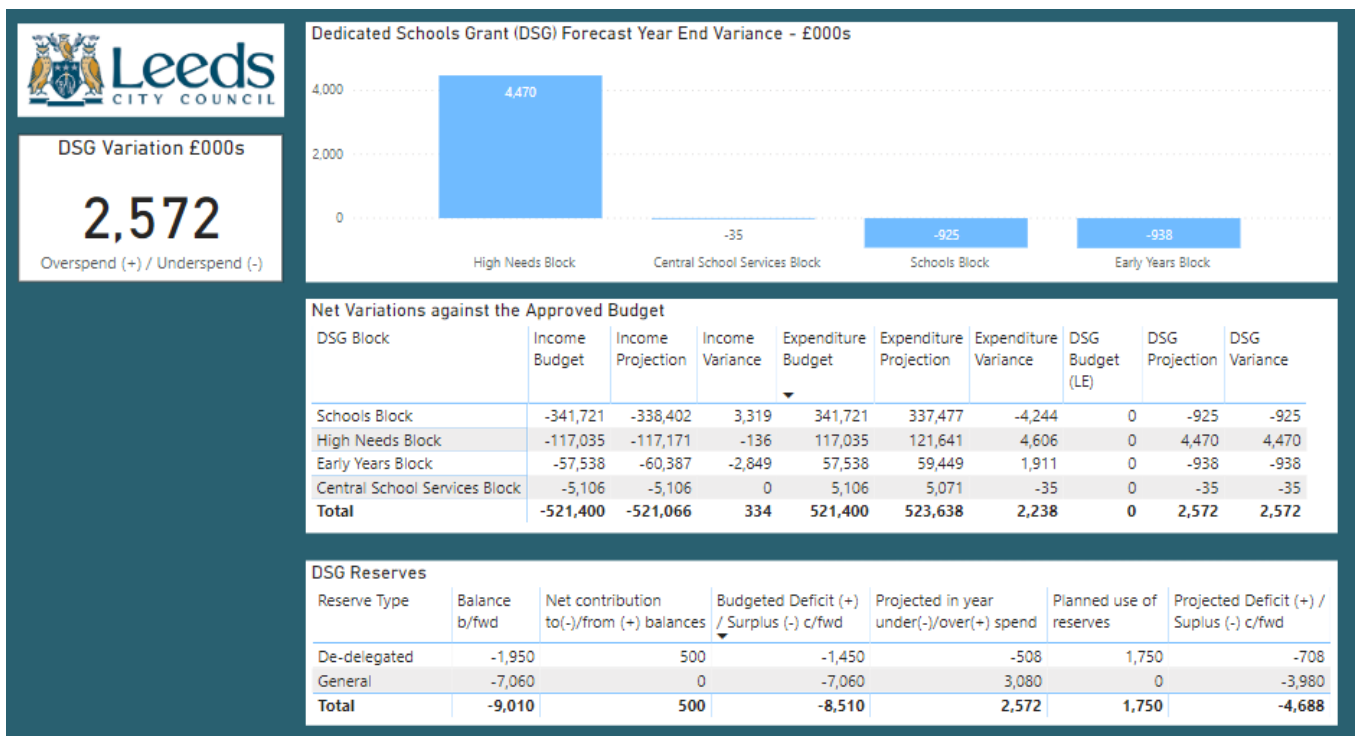 Leeds
CITY COUNCIL
DSG Variation £000s
2,572
Overspend (+) / Underspend (-)
Dedicated Schools Grant (DSG) Forecast Year End Variance - £000s
4,000
2,000
0
4,470
-35
-925
-938
High Needs Block Central School Services Block Schools Block Early Years Block
Net Variations against the Approved Budget
DSG Block Income Income Income Expenditure Expenditure Expenditure DSG DSG DSG
Budget Projection Variance Budget Projection Variance Budget Projection Variance
(LE)
Schools Block -341,721 -338,402 3,319 341,721 337,477 -4,244 0 -925 -925
High Needs Block -117,035 -117,171 -136 117,035 121,641 4,606 0 4,470 4,470
Early Years Block -57,538 -60,387 -2,849 57,538 59,449 1,911 0 -938 -938
Central School Services Block -5,106 -5,106 0 5,106 5,071 -35 0 -35 -35
Total -521,400 -521,066 334 521,400 523,638 2,238 0 2,572 2,572
DSG Reserves
Reserve Type Balance Net contribution Budgeted Deficit (+) Projected in year Planned use of Projected Deficit (+) /
b/fwd to(-)/from (+) balances / Surplus (-) c/fwd under(-)/over(+) spend reserves Suplus (-) c/fwd
De-delegated -1,950 500 -1,450 -508 1,750 -708
General -7,060 0 -7,060 3,080 0 -3,980
Total -9,010 500 -8,510 2,572 1,750 -4,688